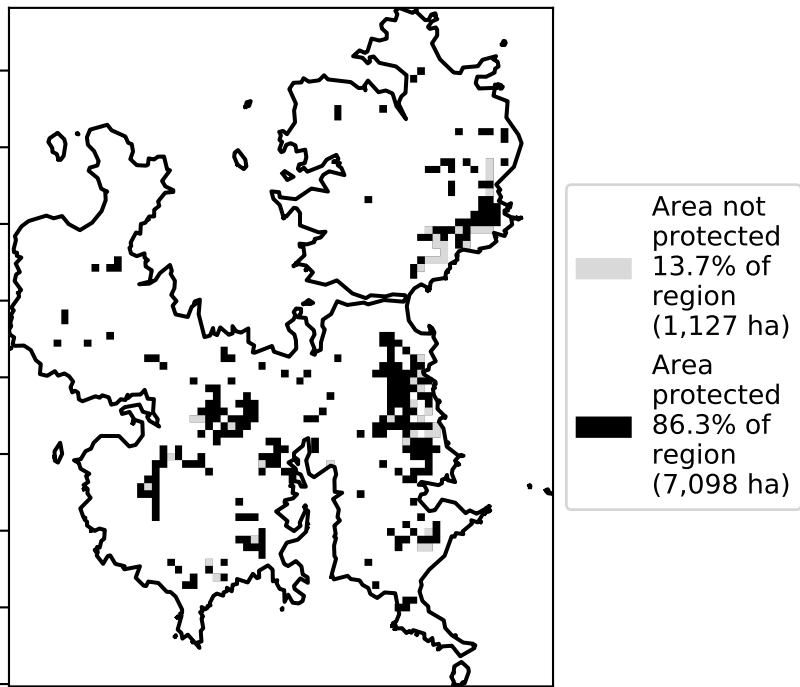 Area not
protected
13.7% of
region
(1,127 ha)
Area
protected
86.3% of
region
(7,098 ha)